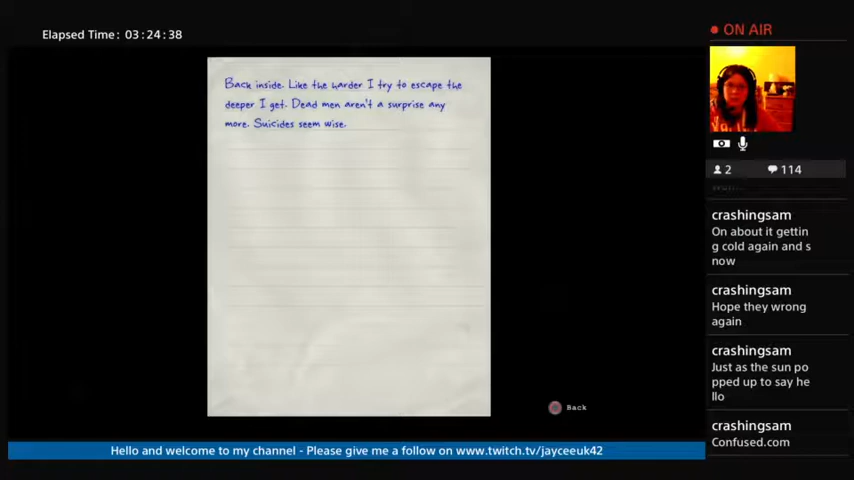 Elapsed Time: 03:24:38
ON AIR
Back inside. Like the harder I try to escape the
deeper I get. Dead men aren't a surprise any
more. Suicides seem wise.
2
114
crashingsam
On about it gettin
g cold again and s
now
crashingsam
Hope they wrong
again
crashingsam
Just as the sun po
pped up to say he
llo
crashingsam
Confused.com
Back
Hello and welcome to my channel - Please give me a follow on www.twitch.tv/jayceeuk42